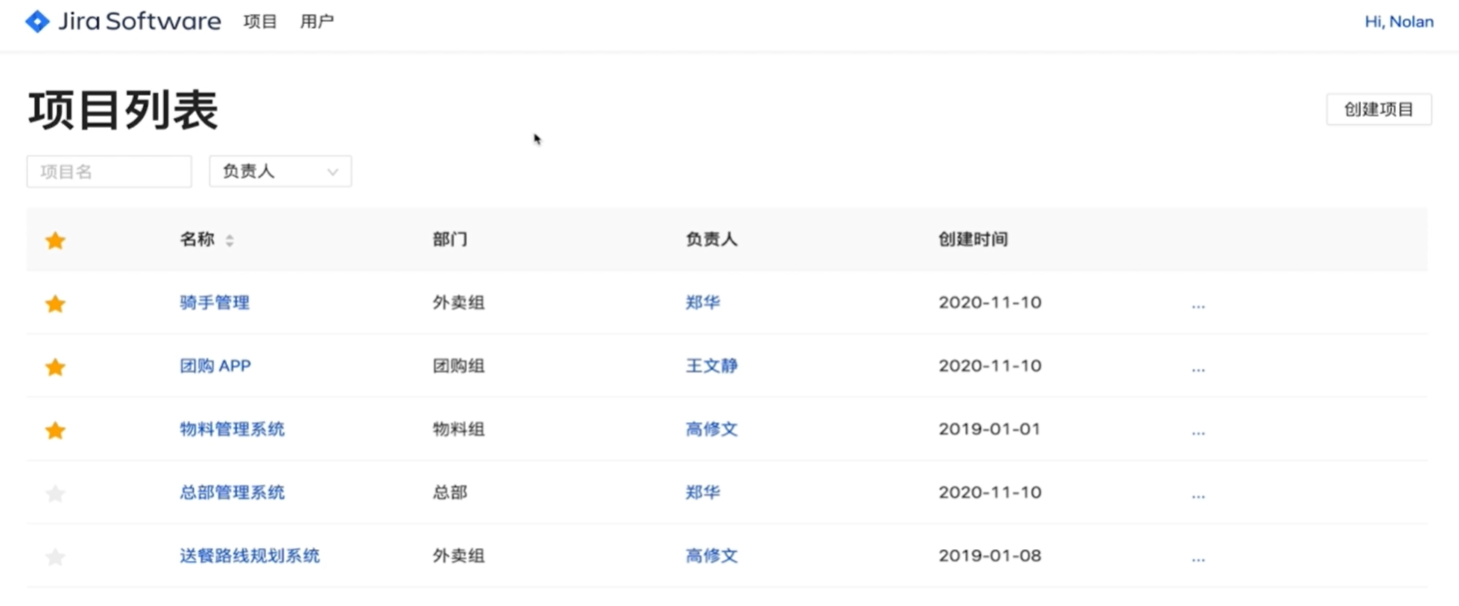 Jira Software 项目 用户 Hi, Nolan
项目列表 创建项目
项目名 负责人
名称 部门 负责人 创建时间
骑手管理 外卖组 郑华 2020-11-10 ...
团购 APP 团购组 王文静 2020-11-10 ...
物料管理系统 物料组 高修文 2019-01-01 ...
总部管理系统 总部 郑华 2020-11-10 ...
送餐路线规划系统 外卖组 高修文 2019-01-08 ...